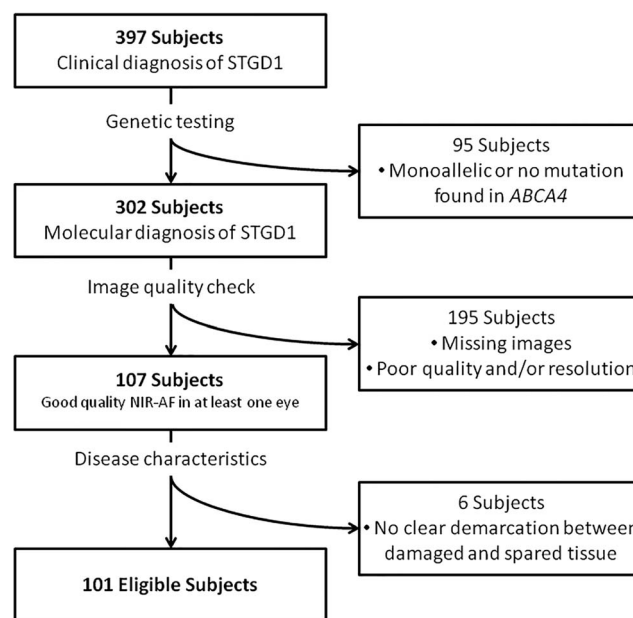 397 Subjects
Clinical diagnosis of STGD1
Genetic testing
95 Subjects
• Monoallelic or no mutation
found in ABCA4
302 Subjects
Molecular diagnosis of STGD1
Image quality check
195 Subjects
• Missing images
• Poor quality and/or resolution
107 Subjects
Good quality NIR-AF in at least one eye
Disease characteristics
6 Subjects
• No clear demarcation between
damaged and spared tissue
101 Eligible Subjects